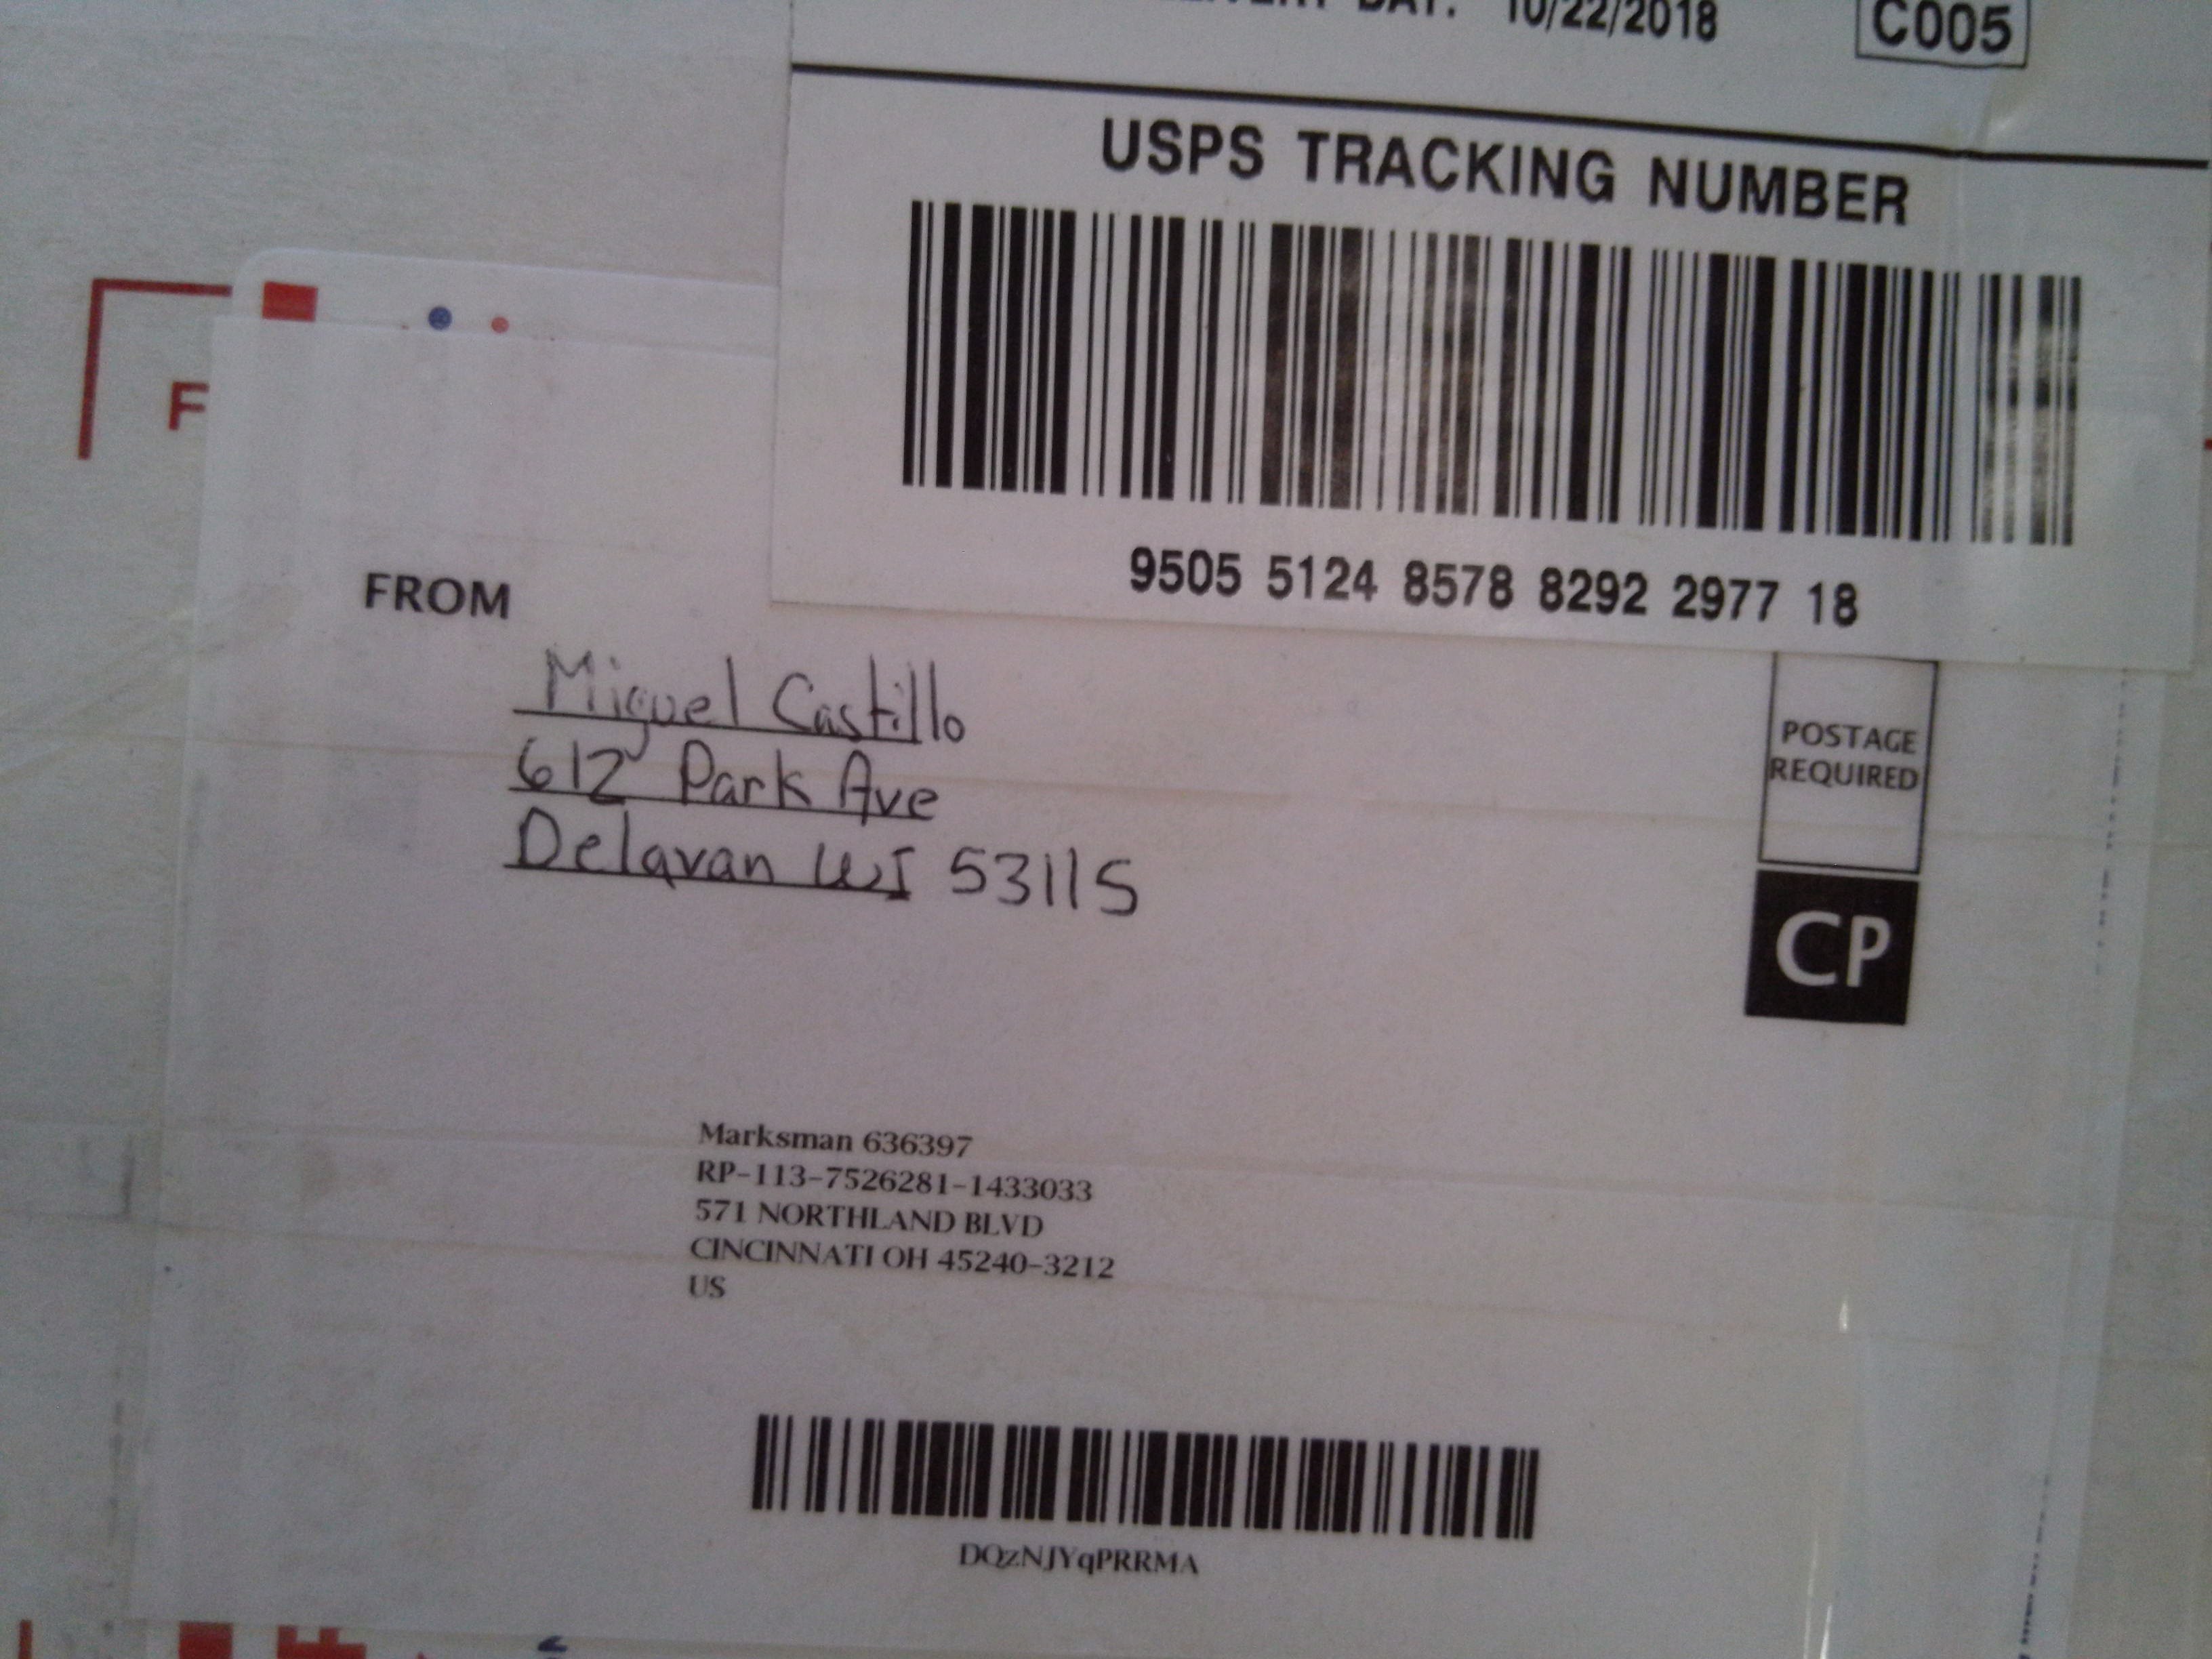 DAY: 10/22/2018
C005
USPS TRACKING NUMBER
9505 5124 8578 8292 2977 18
F
FROM
Miguel Castillo
612 Park Ave
Delavan WI 53115
POSTAGE
REQUIRED
CP
Marksman 636397
RP-113-7526281-1433033
571 NORTHLAND BLVD
CINCINNATI OH 45240-3212
US
DQzNJYqPRRMA